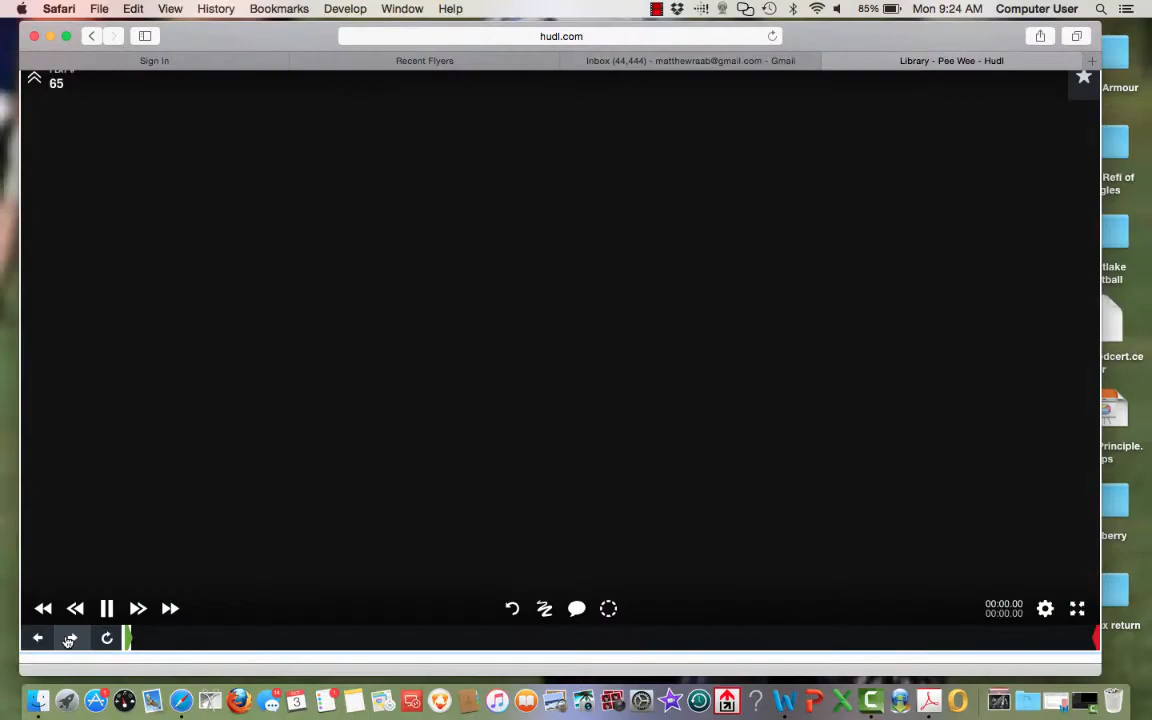 Safari File Edit View History Bookmarks Develop Window Help 85% Mon 9:24 AM Computer User
hudl.com
Sign In Recent Flyers Inbox (44,444) - matthewraab@gmail.com - Gmail Library - Pee Wee - Hudl
65
Armour
Refi of
gles
tlake
tball
dcert.ce
r
Principle.
ps
berry
x return
00:00.00
00:00.00